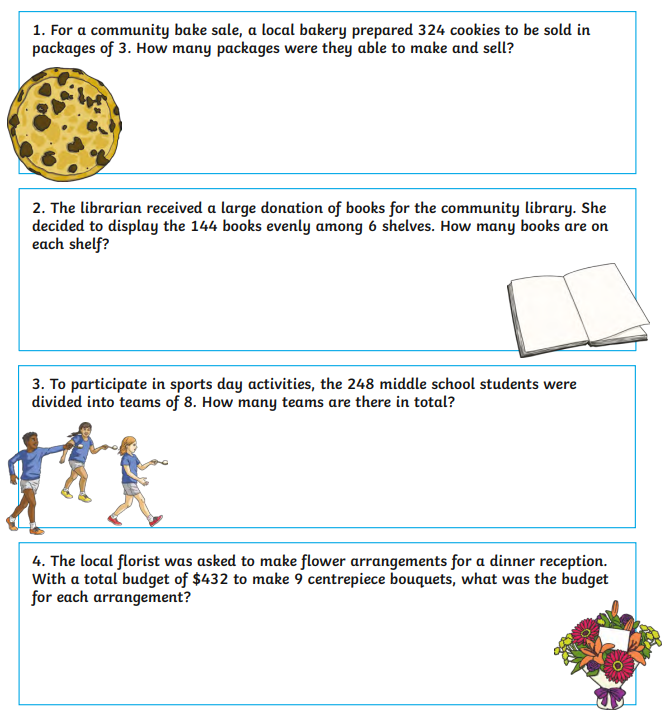 1. For a community bake sale, a local bakery prepared 324 cookies to be sold in
packages of 3. How many packages were they able to make and sell?
2. The librarian received a large donation of books for the community library. She
decided to display the 144 books evenly among 6 shelves. How many books are on
each shelf?
3. To participate in sports day activities, the 248 middle school students were
divided into teams of 8. How many teams are there in total?
4. The local florist was asked to make flower arrangements for a dinner reception.
With a total budget of $432 to make 9 centrepiece bouquets, what was the budget
for each arrangement?